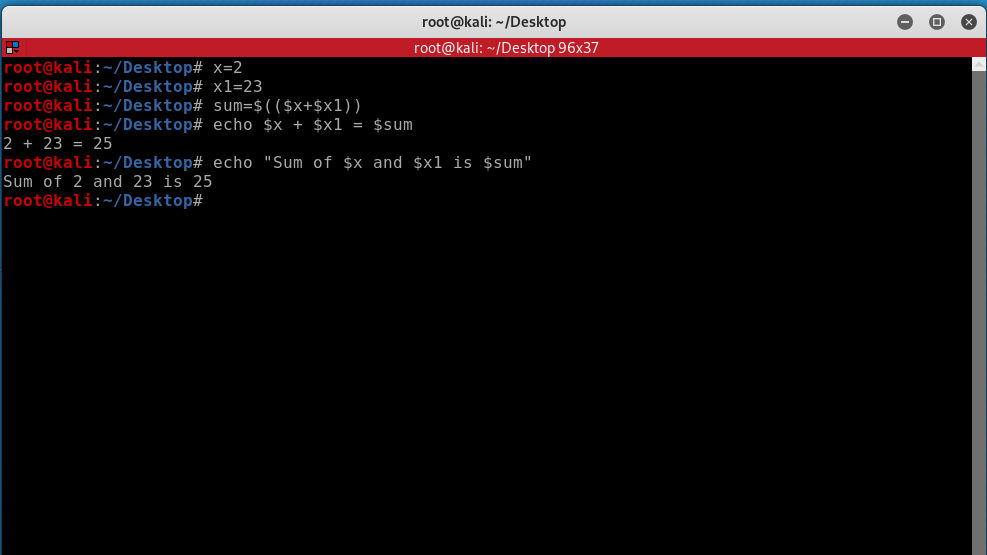 root@kali: ~/Desktop
root@kali: ~/Desktop 96x37
root@kali:~/Desktop# x=2
root@kali:~/Desktop# x1=23
root@kali:~/Desktop# sum=$(($x+$x1))
root@kali:~/Desktop# echo $x + $x1 = $sum
2 + 23 = 25
root@kali:~/Desktop# echo "Sum of $x and $x1 is $sum"
Sum of 2 and 23 is 25
root@kali:~/Desktop#